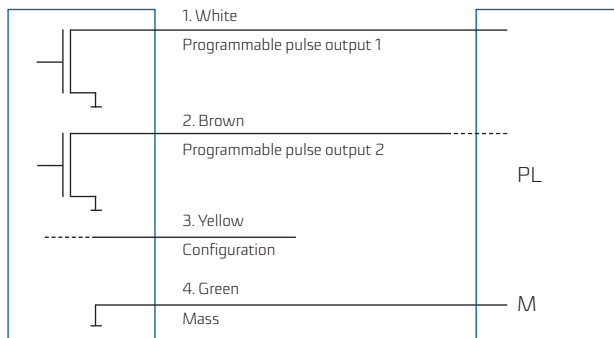 1. White
Programmable pulse output 1
2. Brown
Programmable pulse output 2
PL
3. Yellow
Configuration
4. Green
M
Mass